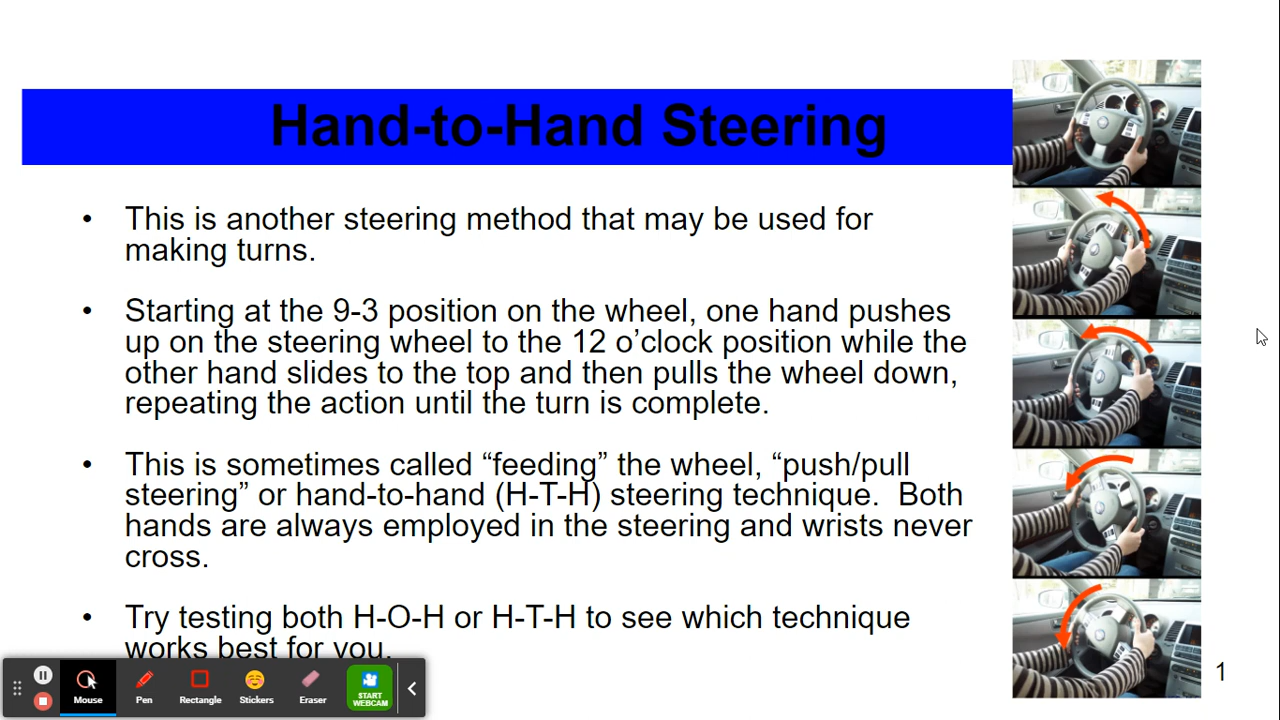 Hand-to-Hand Steering
• This is another steering method that may be used for
making turns.
• Starting at the 9-3 position on the wheel, one hand pushes
up on the steering wheel to the 12 o’clock position while the
other hand slides to the top and then pulls the wheel down,
repeating the action until the turn is complete.
• This is sometimes called “feeding” the wheel, “push/pull
steering” or hand-to-hand (H-T-H) steering technique.  Both
hands are always employed in the steering and wrists never
cross.
• Try testing both H-O-H or H-T-H to see which technique
works best for you.
1
Mouse
Pen
Rectangle
Stickers
Eraser
START
WEBCAM